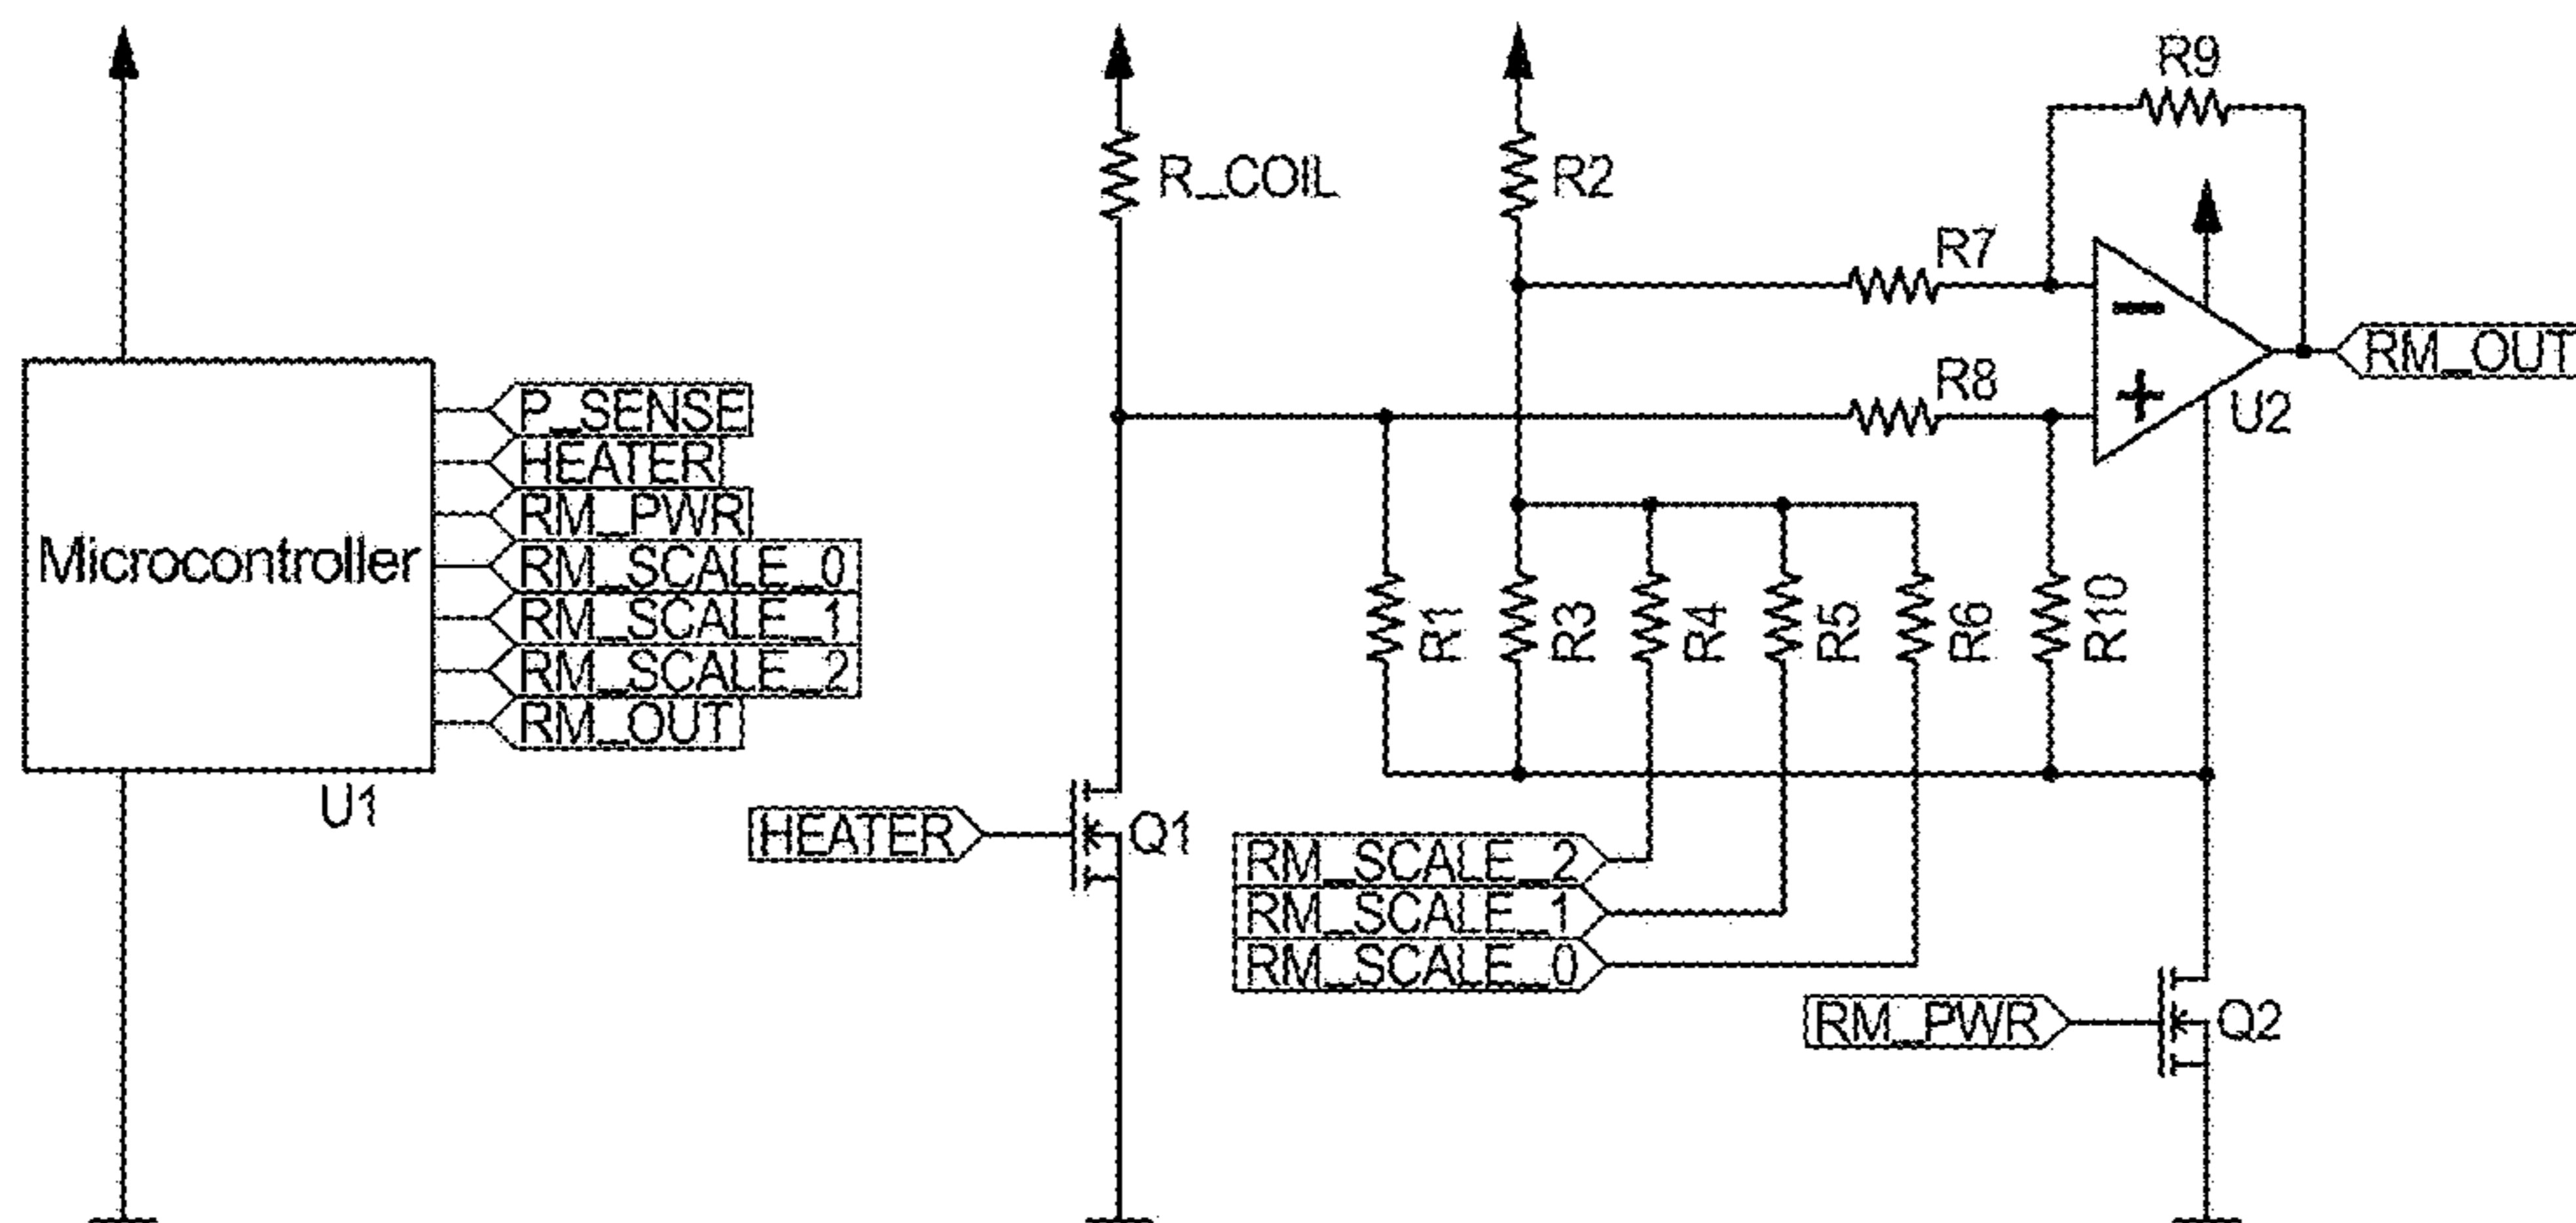 R9
R_COIL
R2
R7
R8
U2
RM_OUT
P_SENSE
HEATER
RM_PWR
RM_SCALE_0
RM_SCALE_1
RM_SCALE_2
RM_OUT
Microcontroller
U1
R1
R3
R4
R5
R6
R10
HEATER
Q1
RM_SCALE_2
RM_SCALE_1
RM_SCALE_0
RM_PWR
Q2